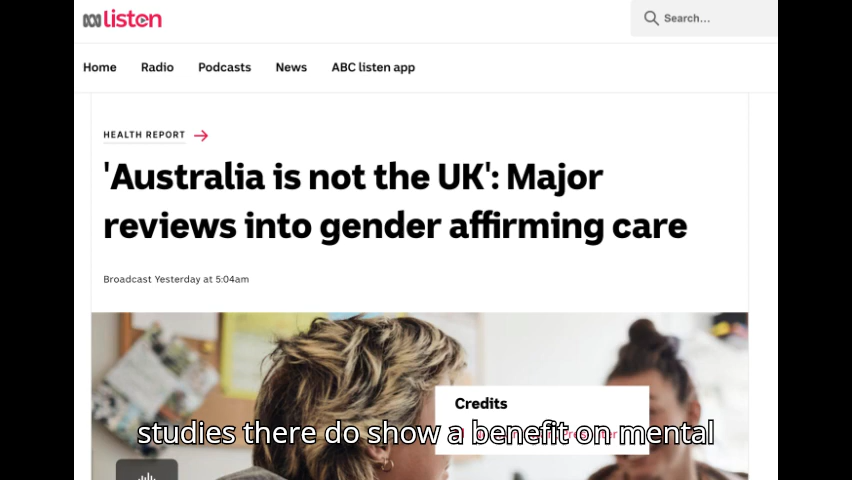 listen
Search...
Home Radio Podcasts News ABC listen app
HEALTH REPORT
'Australia is not the UK': Major
reviews into gender affirming care
Broadcast Yesterday at 5:04am
Credits
studies there do show a benefit on mental